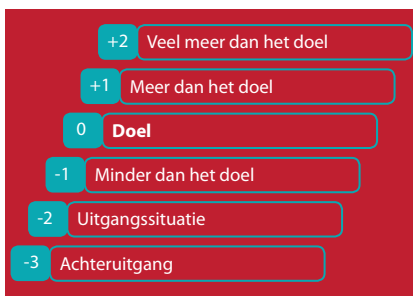 +2 Veel meer dan het doel
+1 Meer dan het doel
0 Doel
-1 Minder dan het doel
-2 Uitgangssituatie
-3 Achteruitgang